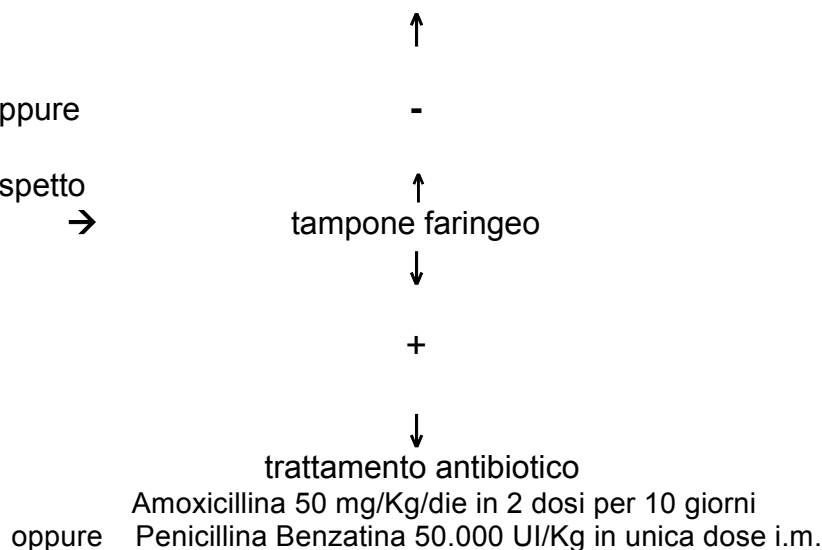 ↑
ppure -
spetto ↑
→ tampone faringeo
↓
+
↓
trattamento antibiotico
Amoxicillina 50 mg/Kg/die in 2 dosi per 10 giorni
oppure Penicillina Benzatina 50.000 UI/Kg in unica dose i.m.